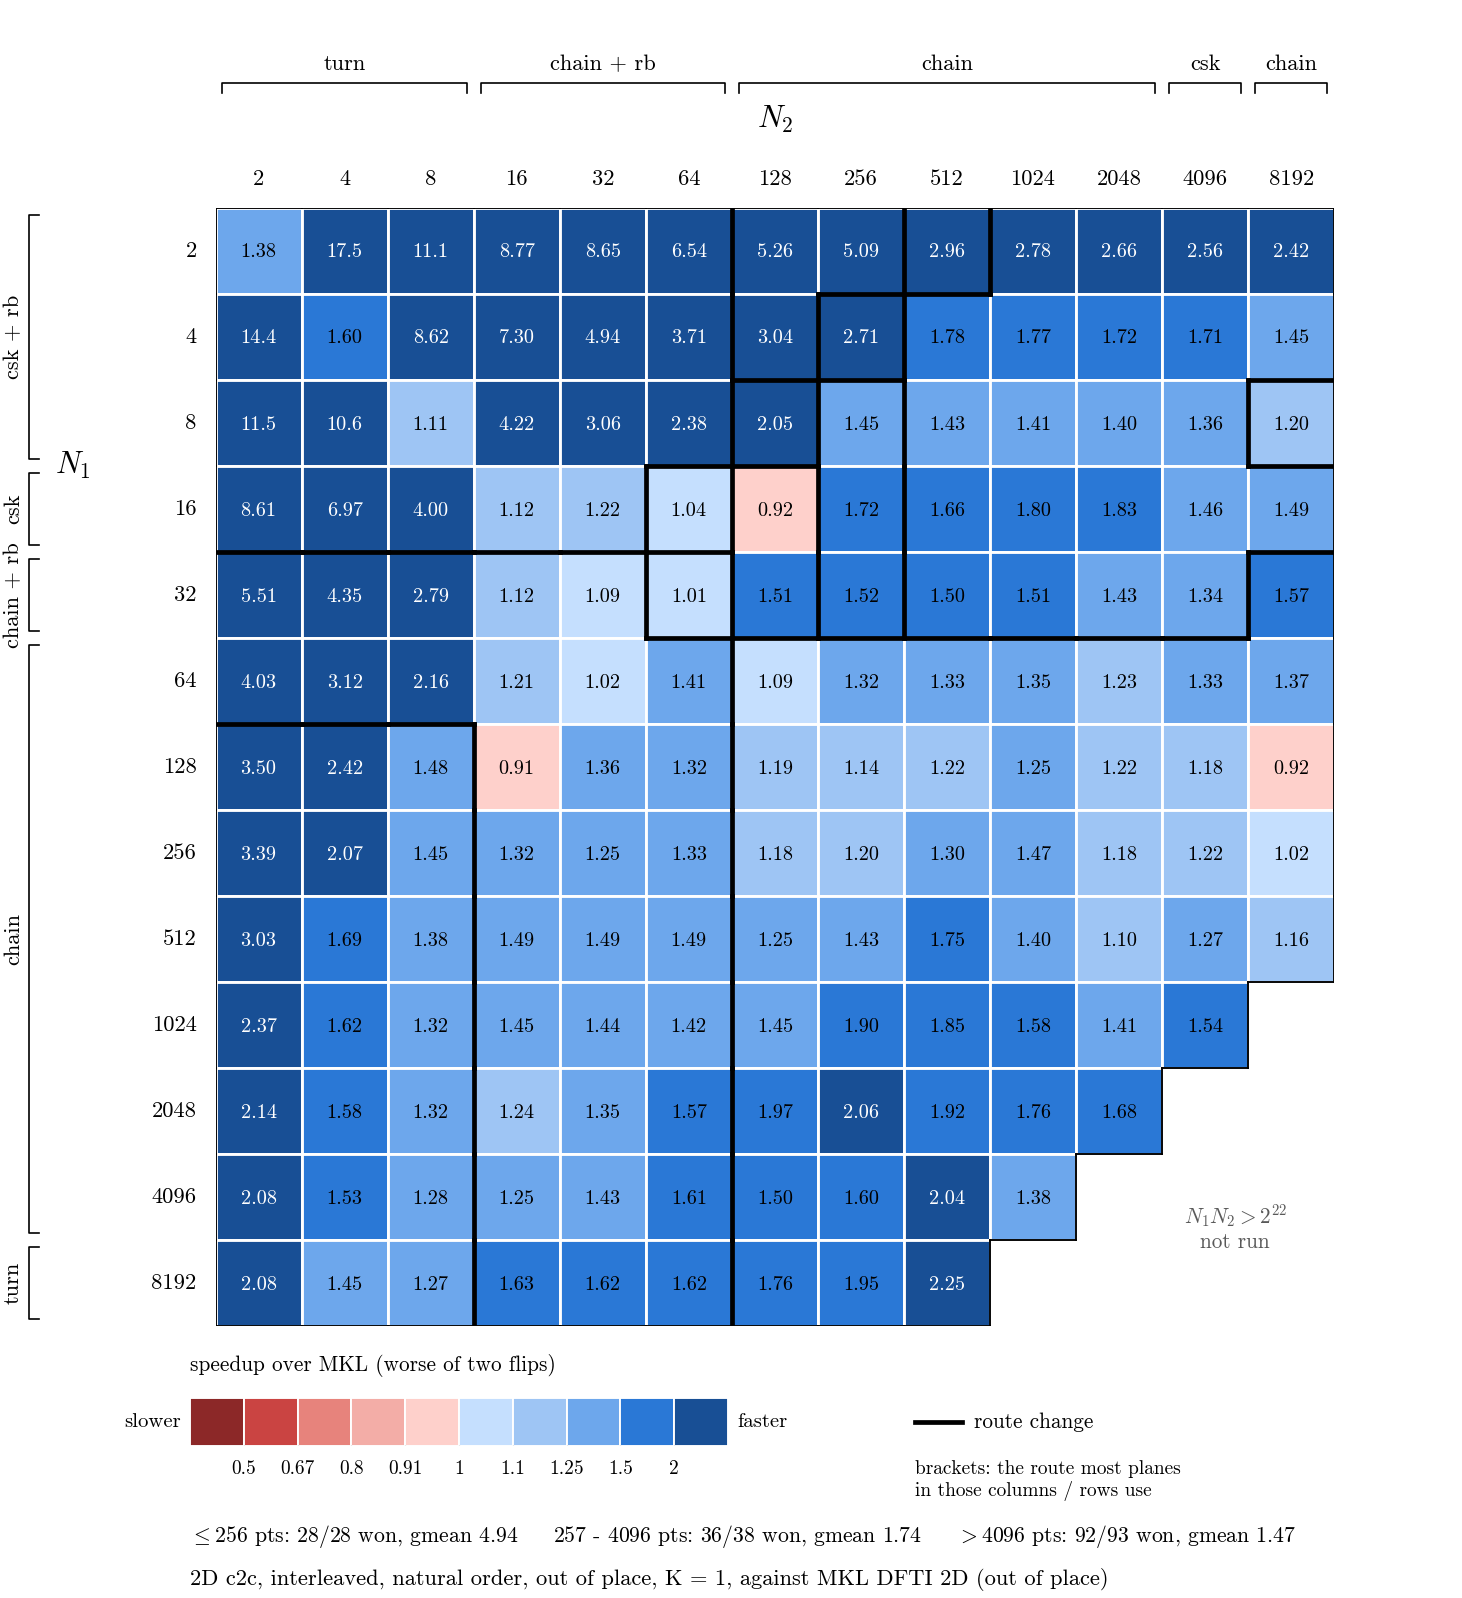 turn chain + rb chain csk chain
N₂
2 4 8 16 32 64 128 256 512 1024 2048 4096 8192
csk + rb
N₁
csk
chain + rb
chain
turn
2 1.38 17.5 11.1 8.77 8.65 6.54 5.26 5.09 2.96 2.78 2.66 2.56 2.42
4 14.4 1.60 8.62 7.30 4.94 3.71 3.04 2.71 1.78 1.77 1.72 1.71 1.45
8 11.5 10.6 1.11 4.22 3.06 2.38 2.05 1.45 1.43 1.41 1.40 1.36 1.20
16 8.61 6.97 4.00 1.12 1.22 1.04 0.92 1.72 1.66 1.80 1.83 1.46 1.49
32 5.51 4.35 2.79 1.12 1.09 1.01 1.51 1.52 1.50 1.51 1.43 1.34 1.57
64 4.03 3.12 2.16 1.21 1.02 1.41 1.09 1.32 1.33 1.35 1.23 1.33 1.37
128 3.50 2.42 1.48 0.91 1.36 1.32 1.19 1.14 1.22 1.25 1.22 1.18 0.92
256 3.39 2.07 1.45 1.32 1.25 1.33 1.18 1.20 1.30 1.47 1.18 1.22 1.02
512 3.03 1.69 1.38 1.49 1.49 1.49 1.25 1.43 1.75 1.40 1.10 1.27 1.16
1024 2.37 1.62 1.32 1.45 1.44 1.42 1.45 1.90 1.85 1.58 1.41 1.54
2048 2.14 1.58 1.32 1.24 1.35 1.57 1.97 2.06 1.92 1.76 1.68
4096 2.08 1.53 1.28 1.25 1.43 1.61 1.50 1.60 2.04 1.38
8192 2.08 1.45 1.27 1.63 1.62 1.62 1.76 1.95 2.25
N₁N₂ > 2²²
not run
speedup over MKL (worse of two flips)
slower faster
0.5 0.67 0.8 0.91 1 1.1 1.25 1.5 2
route change
brackets: the route most planes
in those columns / rows use
≤ 256 pts: 28/28 won, gmean 4.94 257 - 4096 pts: 36/38 won, gmean 1.74 > 4096 pts: 92/93 won, gmean 1.47
2D c2c, interleaved, natural order, out of place, K = 1, against MKL DFTI 2D (out of place)